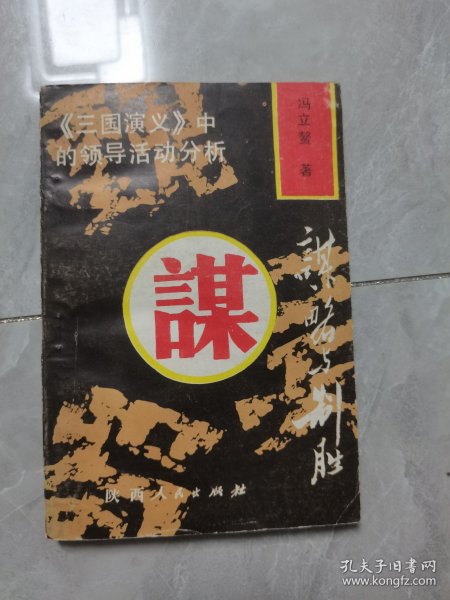 《三国演义》中
的领导活动分析
冯立鳌 著
謀
謀略与制胜
陕西人民出版社
孔夫子旧书网
www.kongfz.com